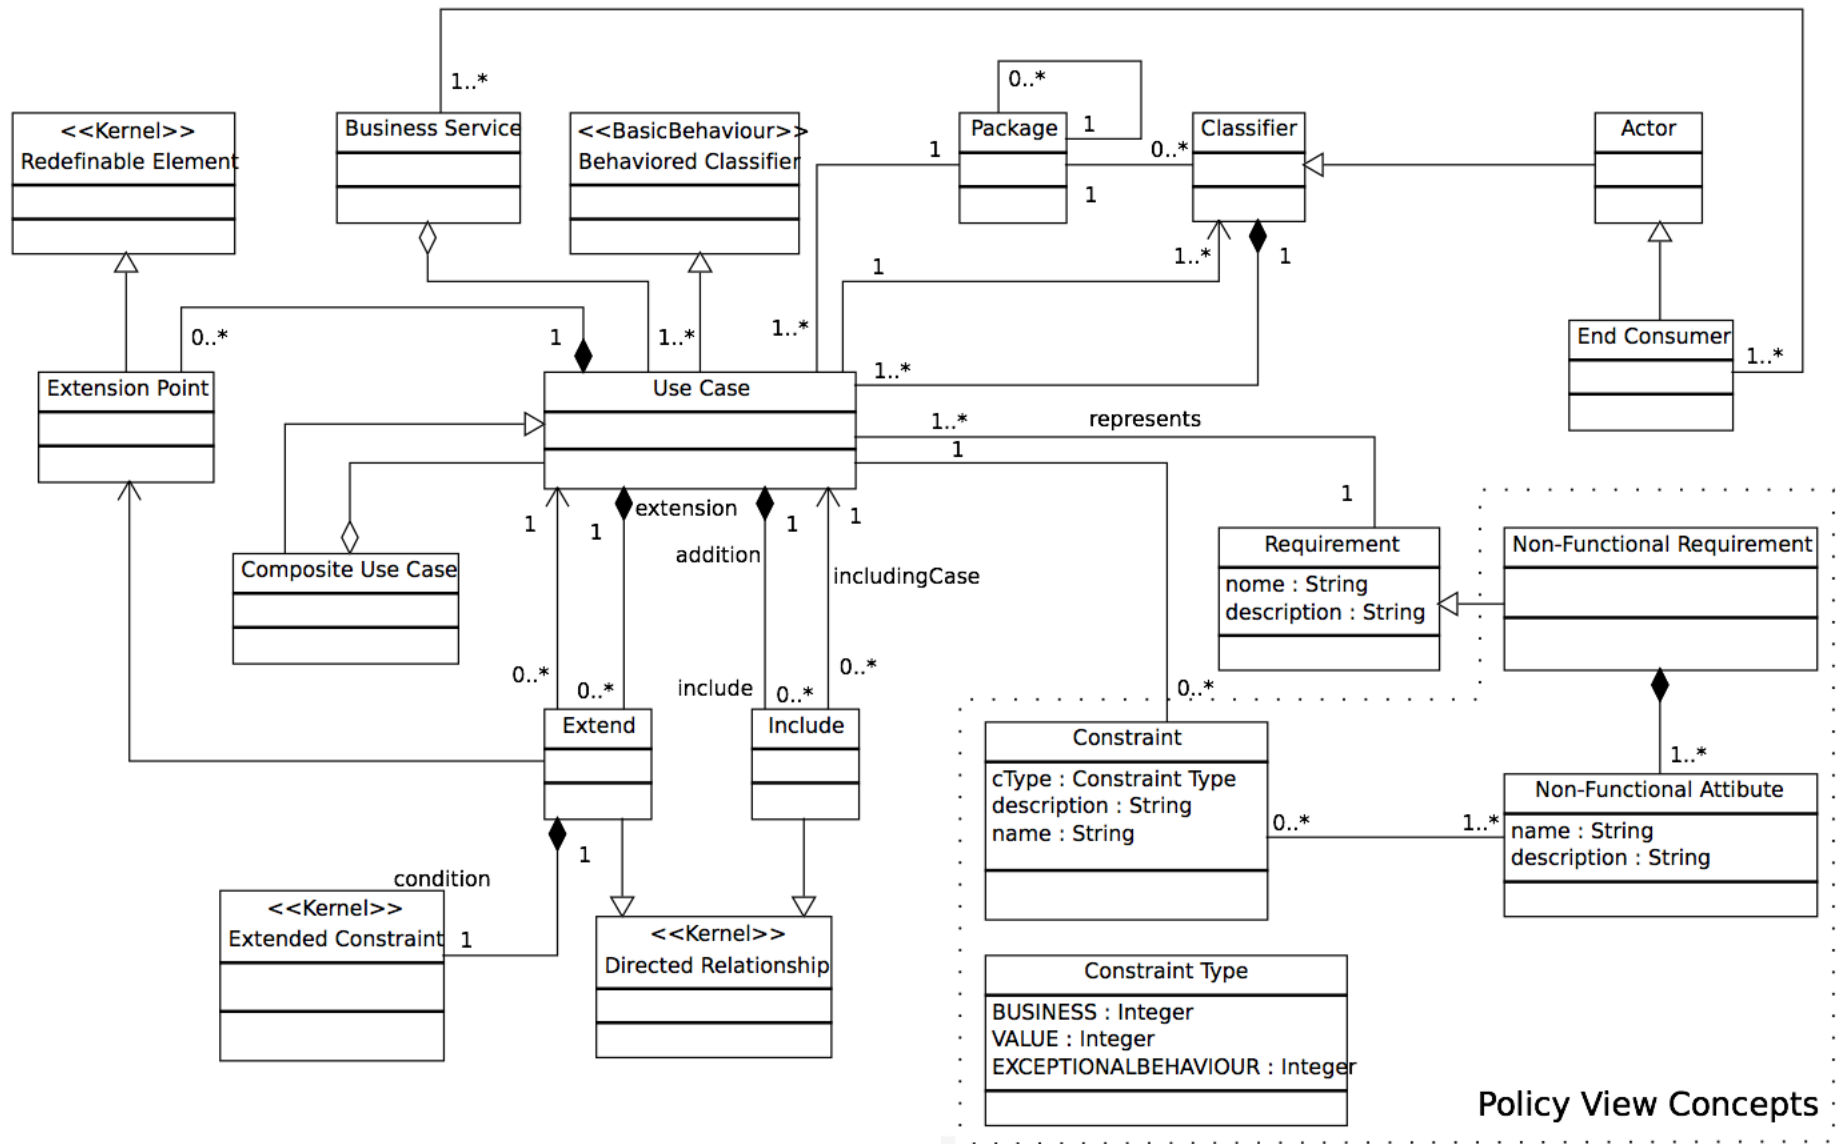 1..*
0..*
<<Kernel>>
Redefinable Element
Business Service
<<BasicBehaviour>>
Behaviored Classifier
Package
1
Classifier
Actor
1
0..*
1
1
1..*
1
0..*
1
1..*
1..*
End Consumer
1..*
Extension Point
Use Case
1..*
1..*
represents
1
1
extension
1
1
1
1
addition
includingCase
Requirement
nome : String
description : String
Non-Functional Requirement
Composite Use Case
0..*
0..*
include
0..*
0..*
0..*
Extend
Include
Constraint
cType : Constraint Type
description : String
name : String
1..*
Non-Functional Attibute
name : String
description : String
0..*
1..*
1
condition
<<Kernel>>
Extended Constraint
1
<<Kernel>>
Directed Relationship
Constraint Type
BUSINESS : Integer
VALUE : Integer
EXCEPTIONALBEHAVIOUR : Integer
Policy View Concepts